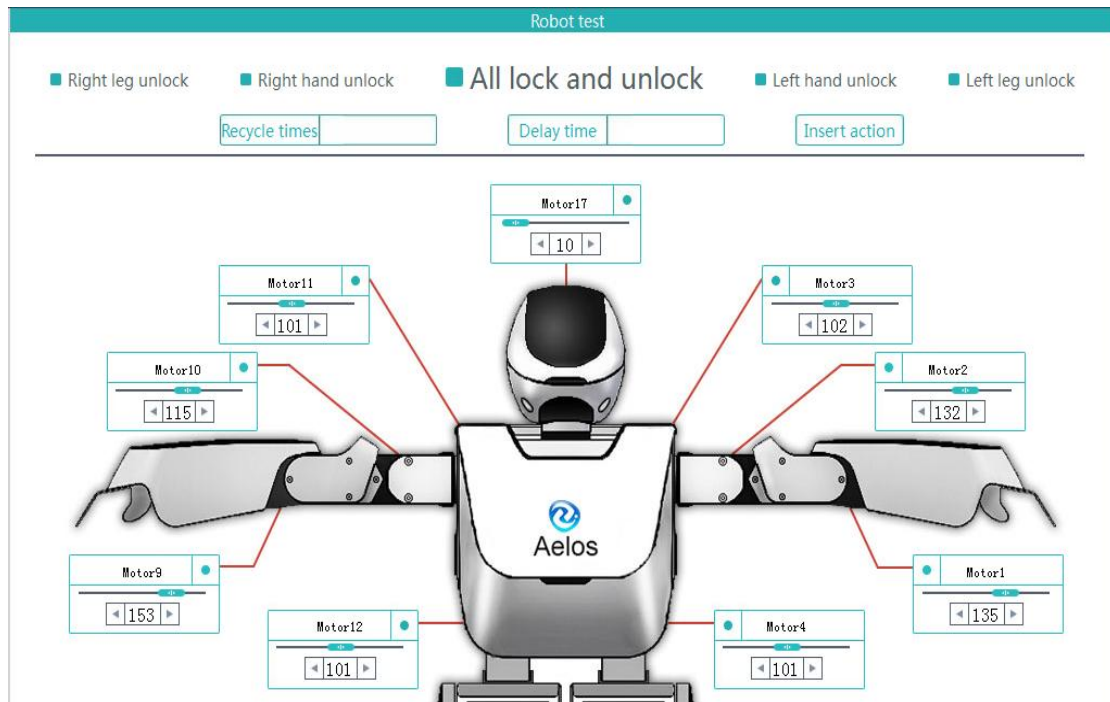 Robot test
Right leg unlock
Right hand unlock
All lock and unlock
Left hand unlock
Left leg unlock
Recycle times
Delay time
Insert action
Motor17
10
Motor11
101
Motor3
102
Motor10
115
Motor2
132
Aelos
Motor9
153
Motor1
135
Motor12
101
Motor4
101